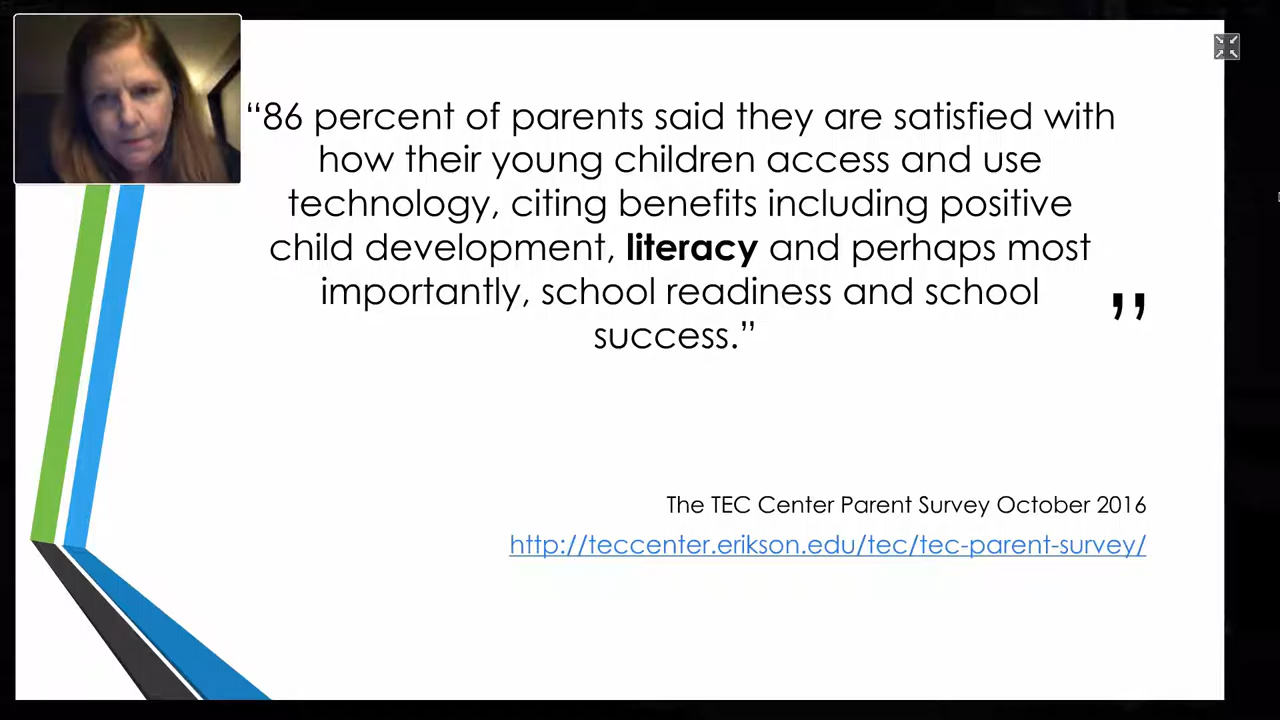 “86 percent of parents said they are satisfied with
how their young children access and use
technology, citing benefits including positive
child development, literacy and perhaps most
importantly, school readiness and school
success.”
”
The TEC Center Parent Survey October 2016
http://teccenter.erikson.edu/tec/tec-parent-survey/